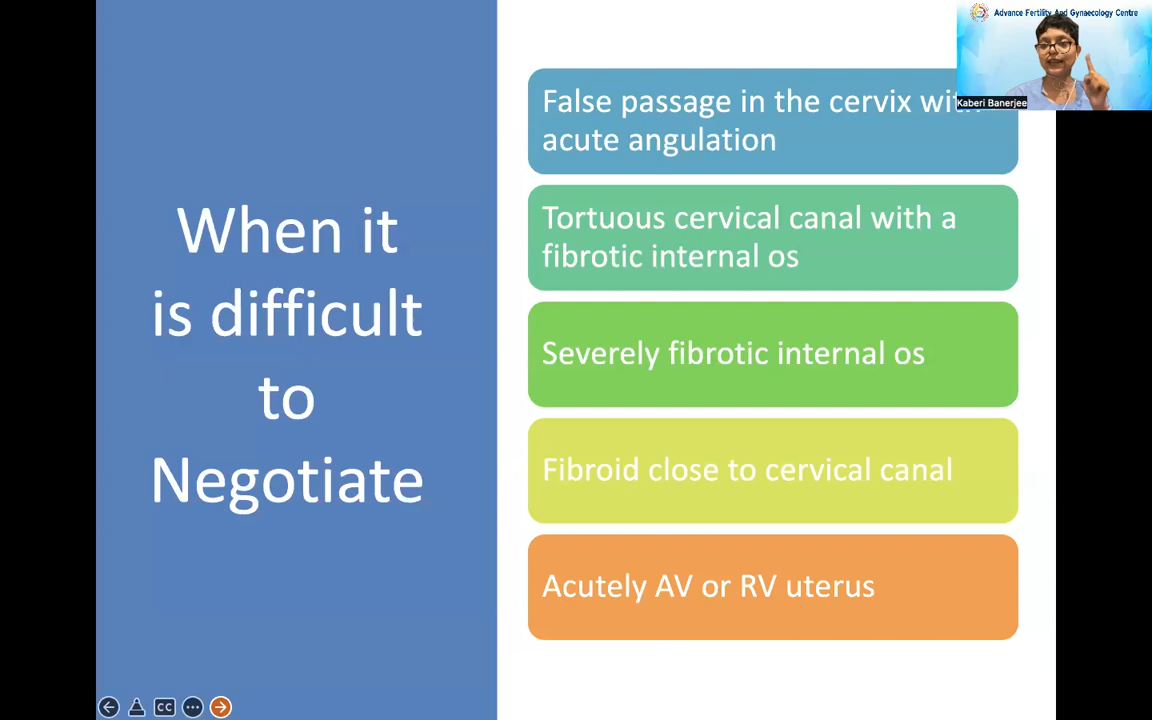 Advance Fertility And Gynaecology Centre
Kaberi Banerjee
When it
is difficult
to
Negotiate
False passage in the cervix with
acute angulation
Tortuous cervical canal with a
fibrotic internal os
Severely fibrotic internal os
Fibroid close to cervical canal
Acutely AV or RV uterus
CC